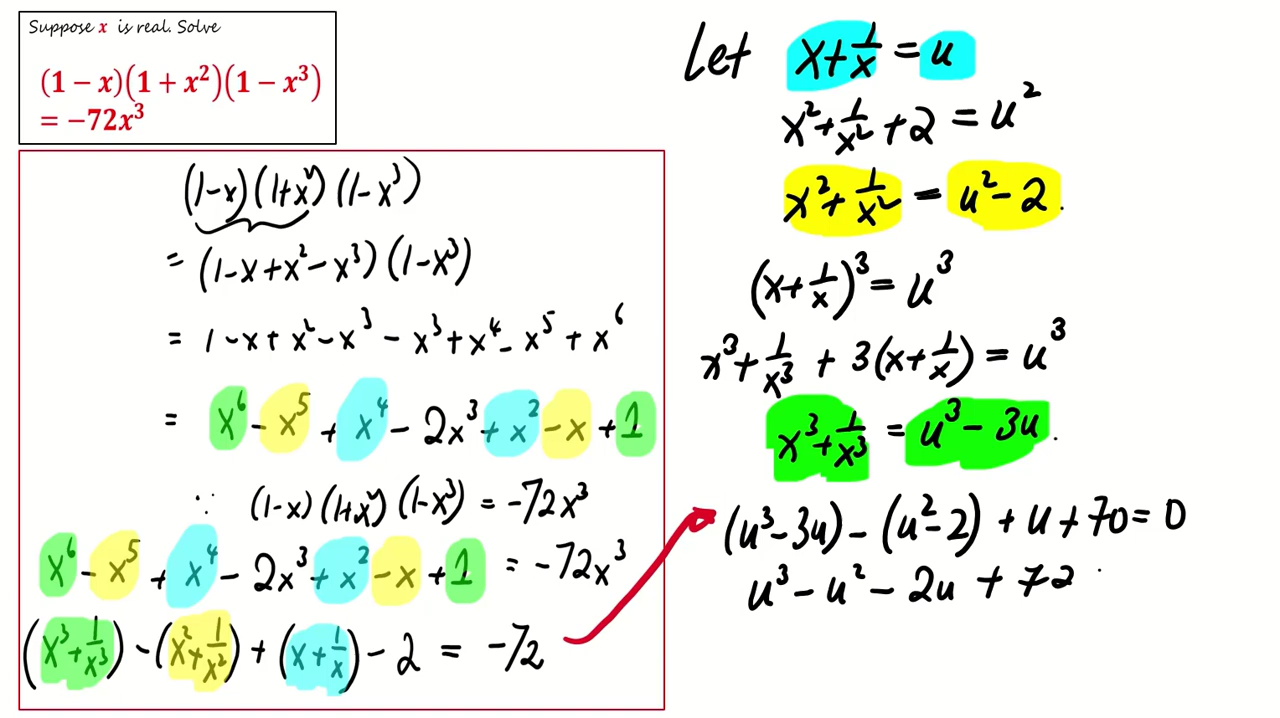 Suppose x is real. Solve
(1 − x)(1 + x²)(1 − x³)
= −72x³
(1-x)(1+x²)(1-x³)
= (1-x+x²-x³)(1-x³)
= 1-x+x²-x³-x³+x⁴-x⁵+x⁶
= x⁶-x⁵+x⁴-2x³+x²-x+1
∵ (1-x)(1+x²)(1-x³) = -72x³
x⁶-x⁵+x⁴-2x³+x²-x+1 = -72x³
(x³+1/x³)-(x²+1/x²)+(x+1/x)-2 = -72
Let x+1/x = u
x²+1/x²+2 = u²
x²+1/x² = u²-2.
(x+1/x)³ = u³
x³+1/x³ + 3(x+1/x) = u³
x³+1/x³ = u³-3u.
(u³-3u)-(u²-2)+u+70=0
u³-u²-2u+72